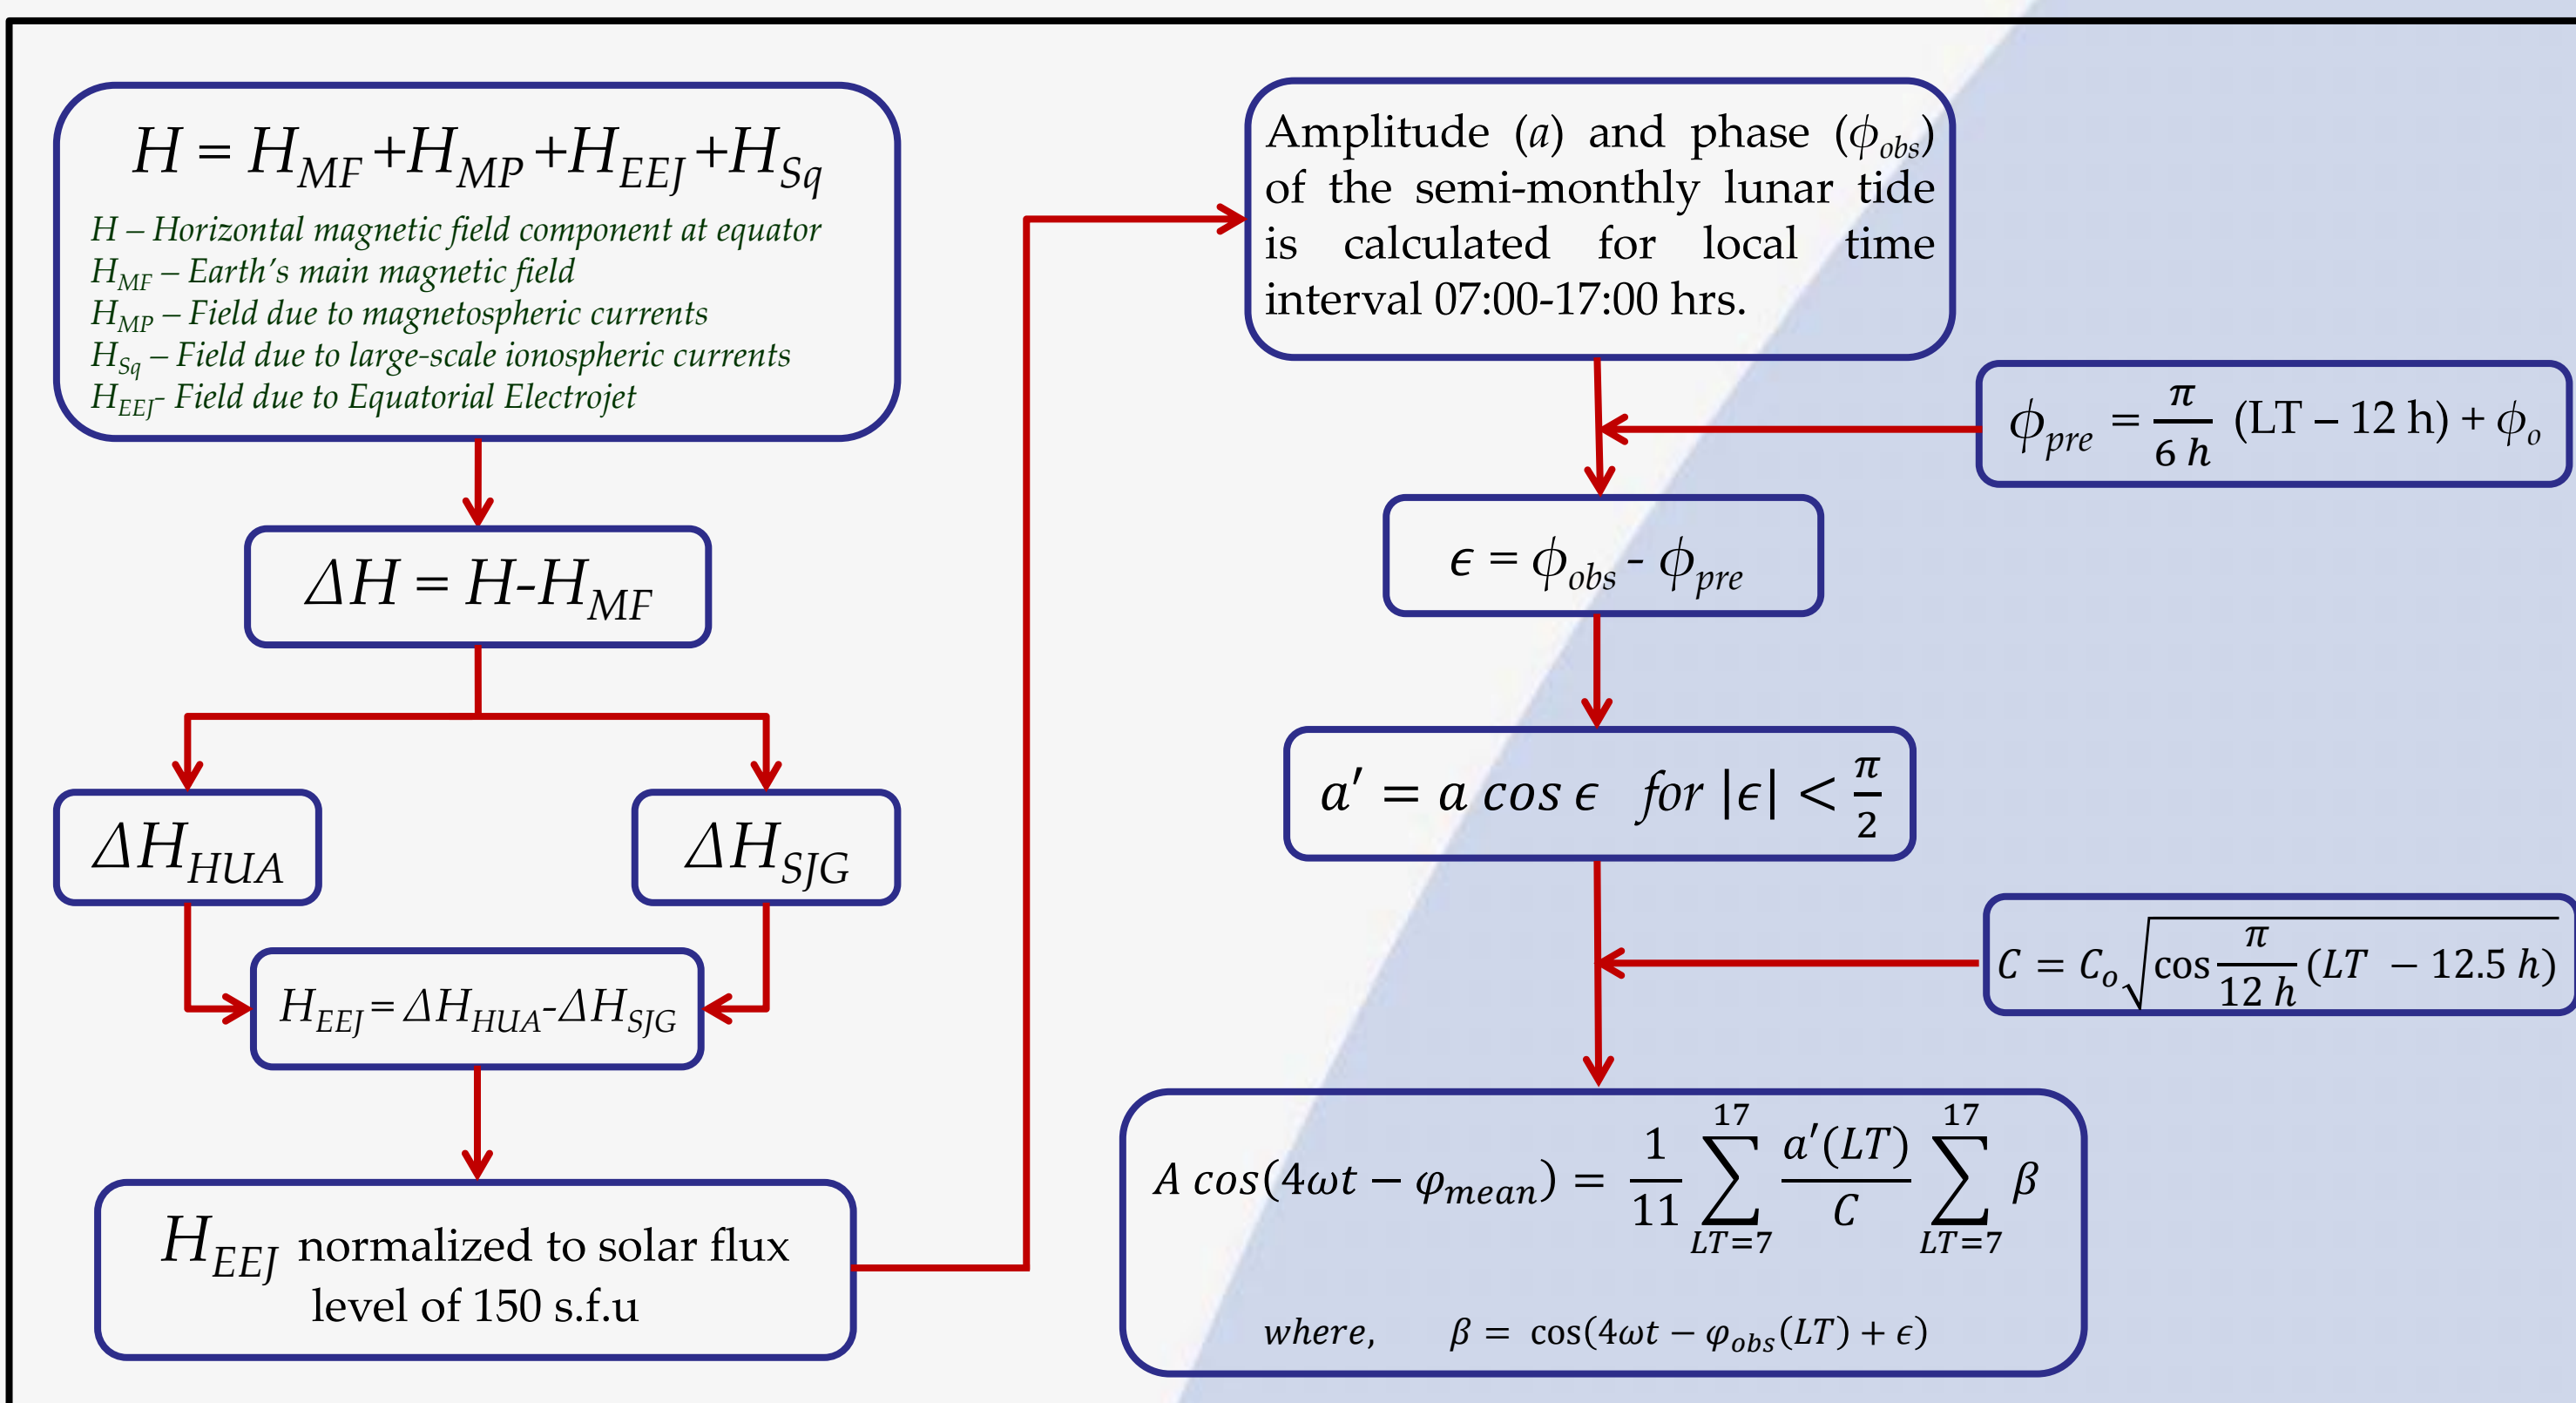 H = H_MF +H_MP +H_EEJ +H_Sq
H – Horizontal magnetic field component at equator
H_MF – Earth's main magnetic field
H_MP – Field due to magnetospheric currents
H_Sq – Field due to large-scale ionospheric currents
H_EEJ- Field due to Equatorial Electrojet
ΔH = H-H_MF
ΔH_HUA
ΔH_SJG
H_EEJ = ΔH_HUA-ΔH_SJG
H_EEJ normalized to solar flux
level of 150 s.f.u
Amplitude (a) and phase (ϕ_obs)
of the semi-monthly lunar tide
is calculated for local time
interval 07:00-17:00 hrs.
ϕ_pre = π/(6 h) (LT – 12 h) + ϕ_o
ϵ = ϕ_obs - ϕ_pre
a′ = a cos ϵ for |ϵ| < π/2
C = C_o √(cos π/(12 h) (LT − 12.5 h))
A cos(4ωt − φ_mean) = 1/11 ∑_{LT=7}^{17} a′(LT)/C ∑_{LT=7}^{17} β
where, β = cos(4ωt − φ_obs(LT) + ϵ)